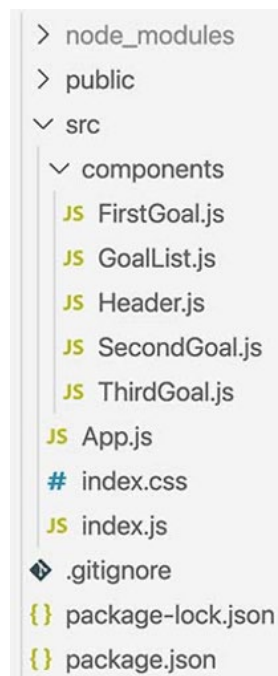 node_modules
public
src
components
JS FirstGoal.js
JS GoalList.js
JS Header.js
JS SecondGoal.js
JS ThirdGoal.js
JS App.js
# index.css
JS index.js
.gitignore
{} package-lock.json
{} package.json